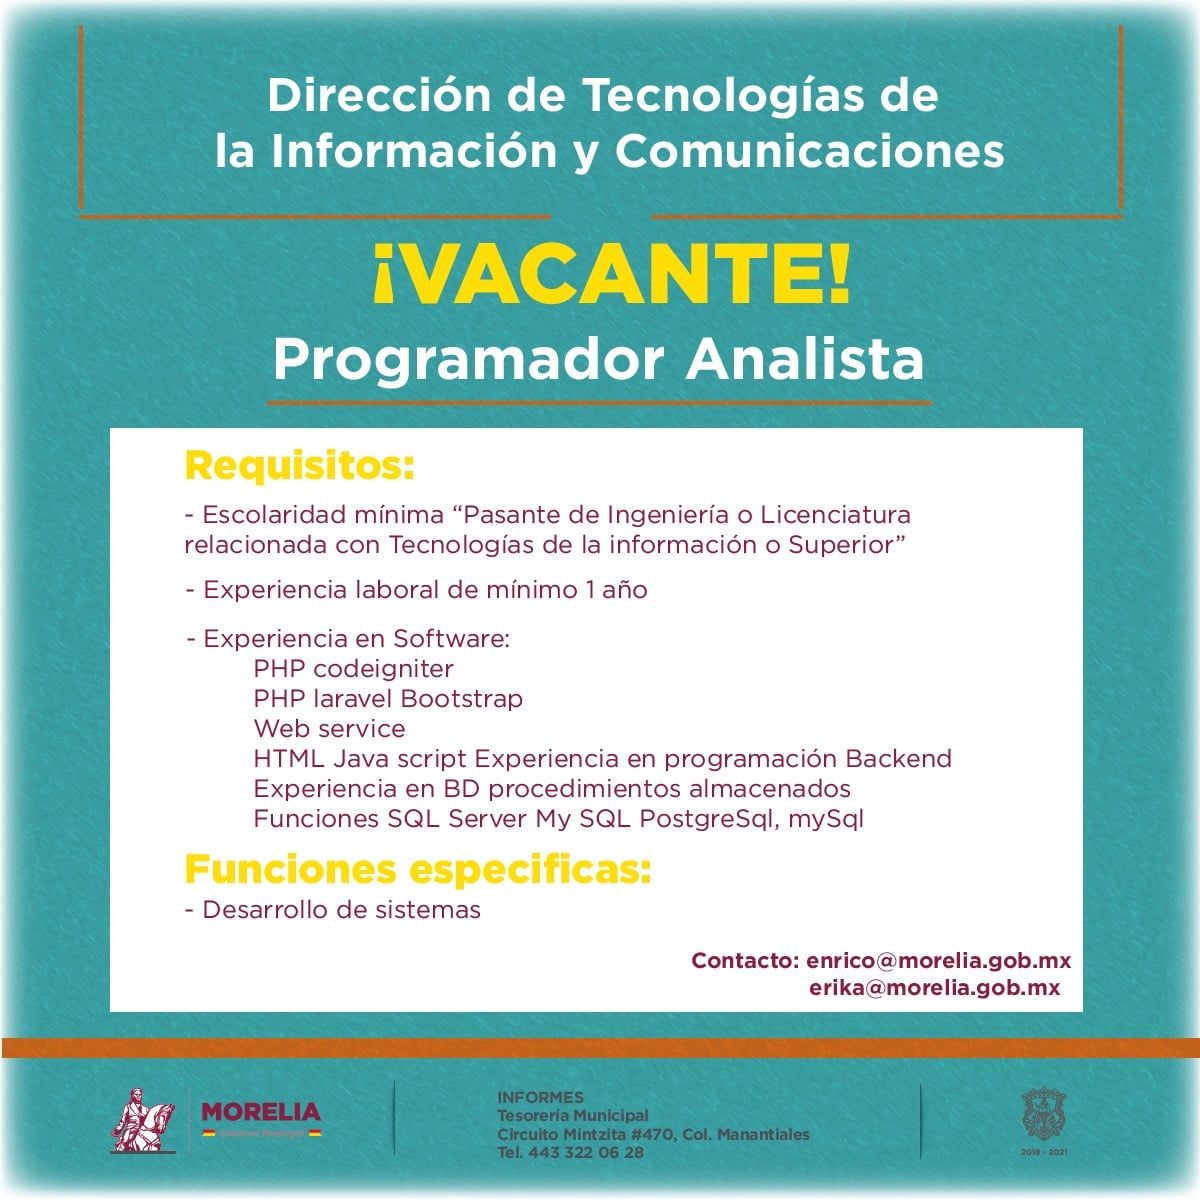 Dirección de Tecnologías de
la Información y Comunicaciones
¡VACANTE!
Programador Analista
Requisitos:
- Escolaridad mínima “Pasante de Ingeniería o Licenciatura
relacionada con Tecnologías de la información o Superior”
- Experiencia laboral de mínimo 1 año
- Experiencia en Software:
PHP codeigniter
PHP laravel Bootstrap
Web service
HTML Java script Experiencia en programación Backend
Experiencia en BD procedimientos almacenados
Funciones SQL Server My SQL PostgreSql, mySql
Funciones especificas:
- Desarrollo de sistemas
Contacto: enrico@morelia.gob.mx
erika@morelia.gob.mx
MORELIA
Gobierno Municipal
INFORMES
Tesorería Municipal
Circuito Mintzita #470, Col. Manantiales
Tel. 443 322 06 28
2018 - 2021